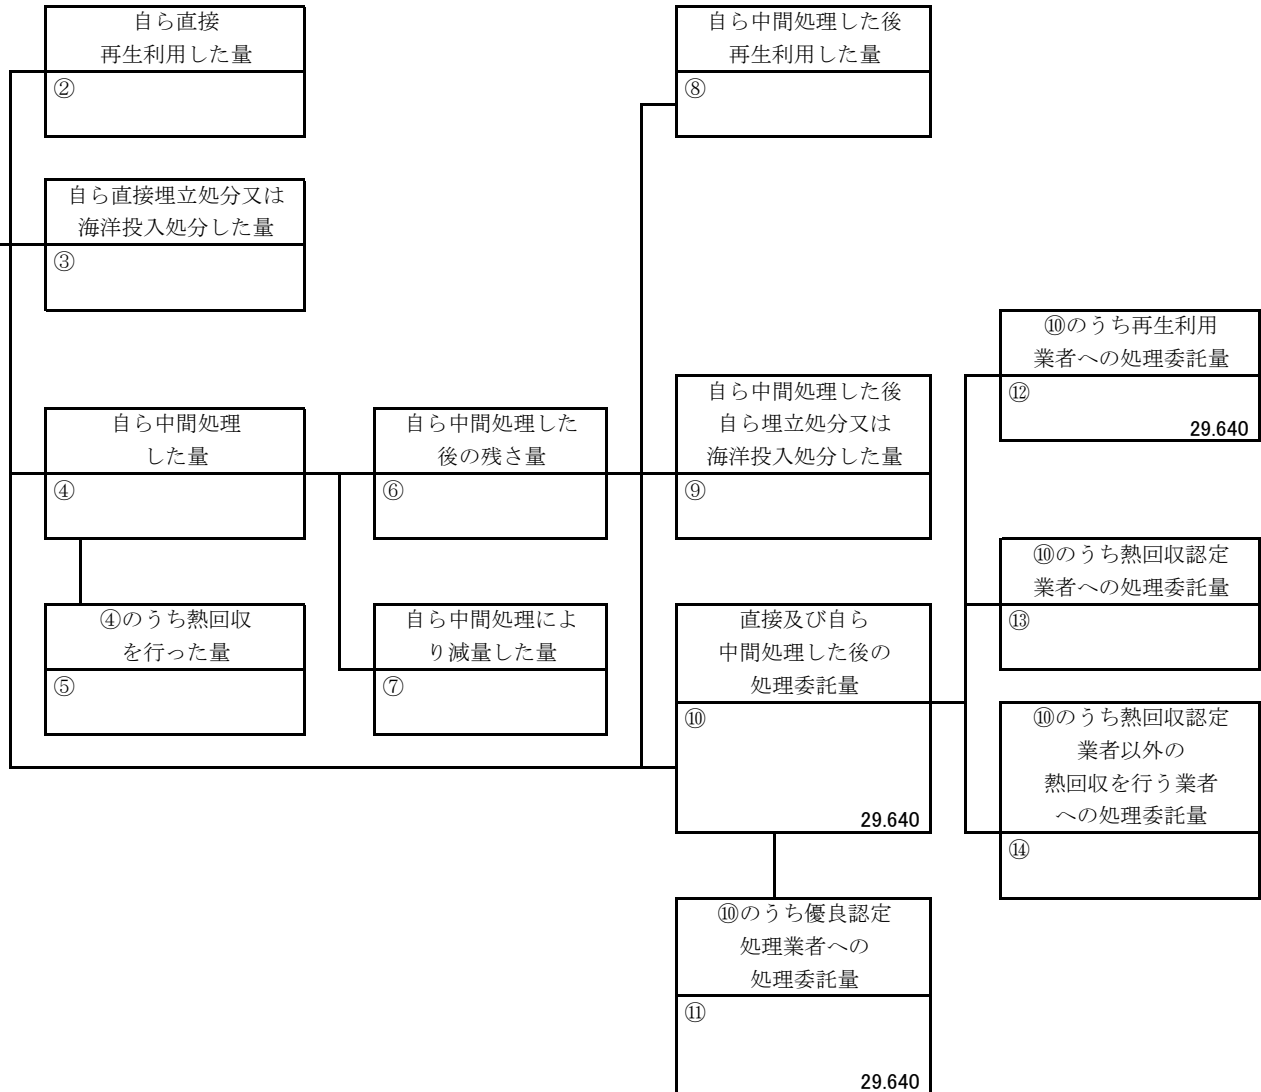 自ら直接
再生利用した量
②
自ら中間処理した後
再生利用した量
⑧
自ら直接埋立処分又は
海洋投入処分した量
③
⑩のうち再生利用
業者への処理委託量
⑫
29.640
自ら中間処理
した量
④
自ら中間処理した
後の残さ量
⑥
自ら中間処理した後
自ら埋立処分又は
海洋投入処分した量
⑨
⑩のうち熱回収認定
業者への処理委託量
⑬
④のうち熱回収
を行った量
⑤
自ら中間処理によ
り減量した量
⑦
直接及び自ら
中間処理した後の
処理委託量
⑩
29.640
⑩のうち熱回収認定
業者以外の
熱回収を行う業者
への処理委託量
⑭
⑩のうち優良認定
処理業者への
処理委託量
⑪
29.640